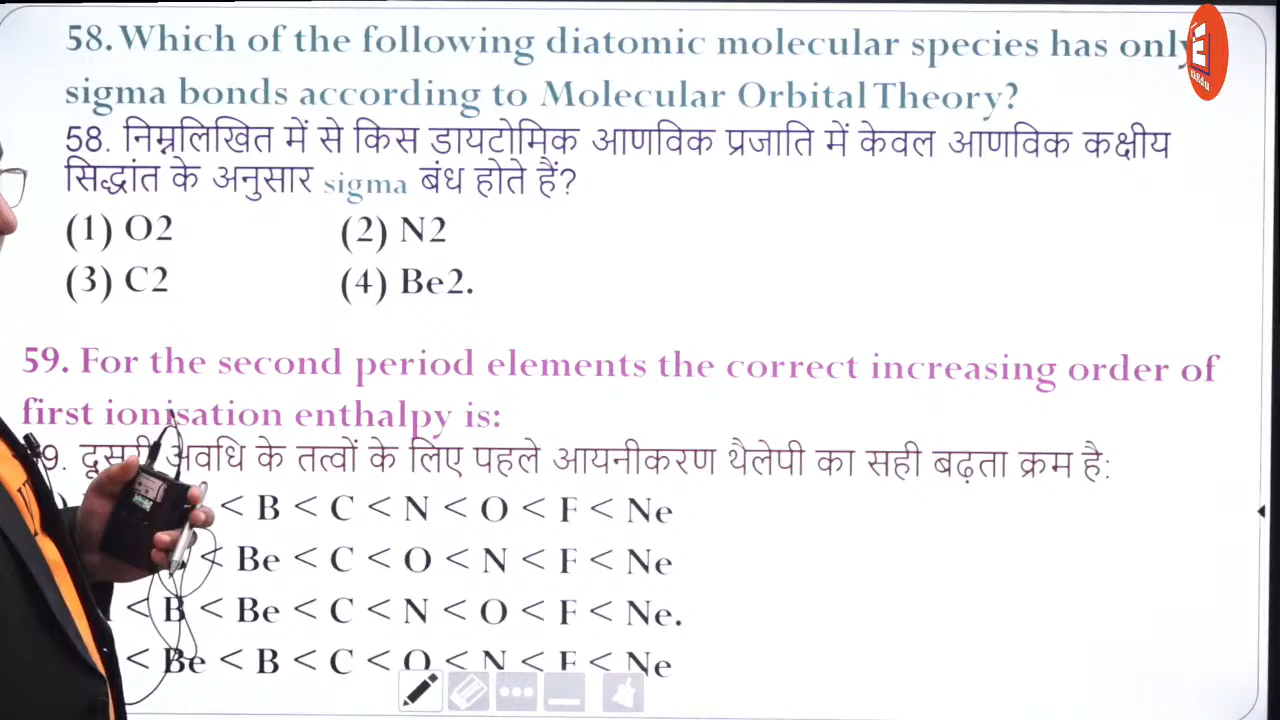 58. Which of the following diatomic molecular species has only
sigma bonds according to Molecular Orbital Theory?
58. निम्नलिखित में से किस डायटोमिक आणविक प्रजाति में केवल आणविक कक्षीय
सिद्धांत के अनुसार sigma बंध होते हैं?
(1) O2 (2) N2
(3) C2 (4) Be2.
59. For the second period elements the correct increasing order of
first ionisation enthalpy is:
9. दूसरी अवधि के तत्वों के लिए पहले आयनीकरण थैलेपी का सही बढ़ता क्रम है:
< B < C < N < O < F < Ne
< Be < C < O < N < F < Ne
< B < Be < C < N < O < F < Ne.
< Be < B < C < O < N < F < Ne